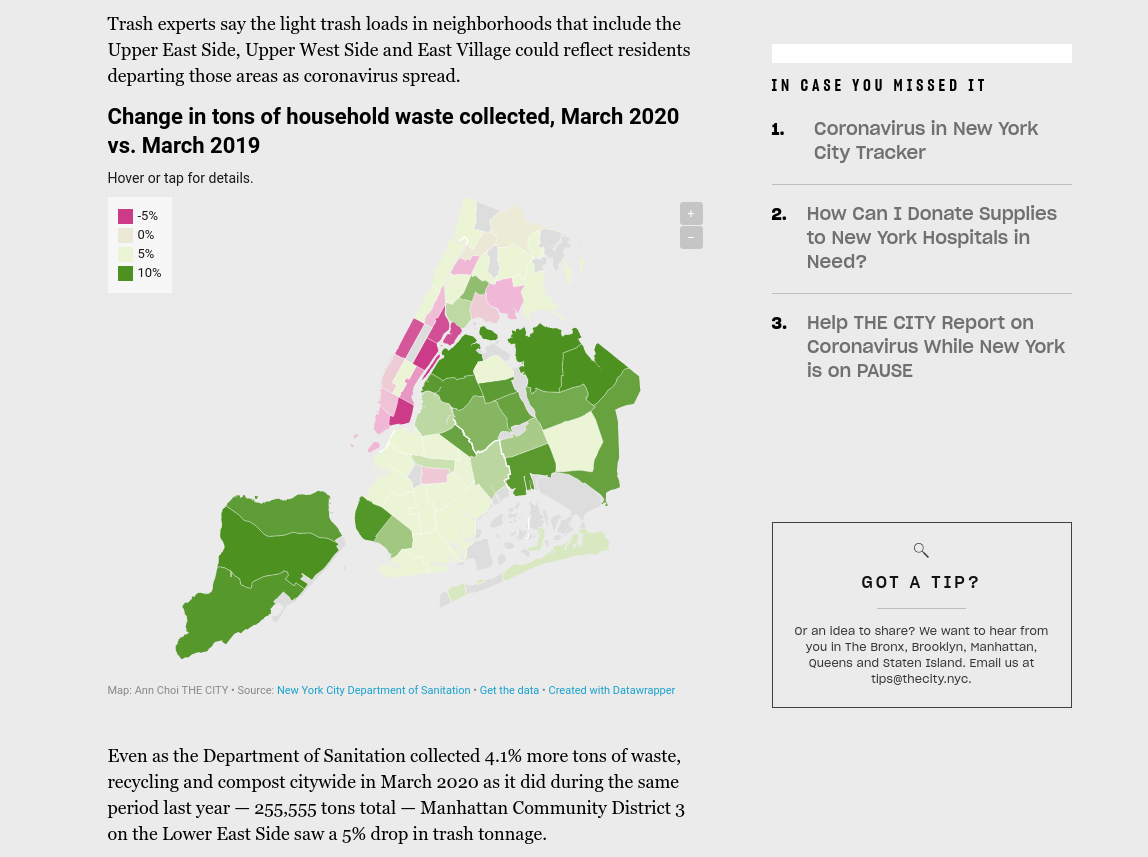 Trash experts say the light trash loads in neighborhoods that include the
Upper East Side, Upper West Side and East Village could reflect residents
departing those areas as coronavirus spread.
Change in tons of household waste collected, March 2020
vs. March 2019
Hover or tap for details.
-5%
0%
5%
10%
+
−
Map: Ann Choi THE CITY • Source: New York City Department of Sanitation • Get the data • Created with Datawrapper
Even as the Department of Sanitation collected 4.1% more tons of waste,
recycling and compost citywide in March 2020 as it did during the same
period last year — 255,555 tons total — Manhattan Community District 3
on the Lower East Side saw a 5% drop in trash tonnage.
IN CASE YOU MISSED IT
1. Coronavirus in New York
City Tracker
2. How Can I Donate Supplies
to New York Hospitals in
Need?
3. Help THE CITY Report on
Coronavirus While New York
is on PAUSE
GOT A TIP?
Or an idea to share? We want to hear from
you in The Bronx, Brooklyn, Manhattan,
Queens and Staten Island. Email us at
tips@thecity.nyc.